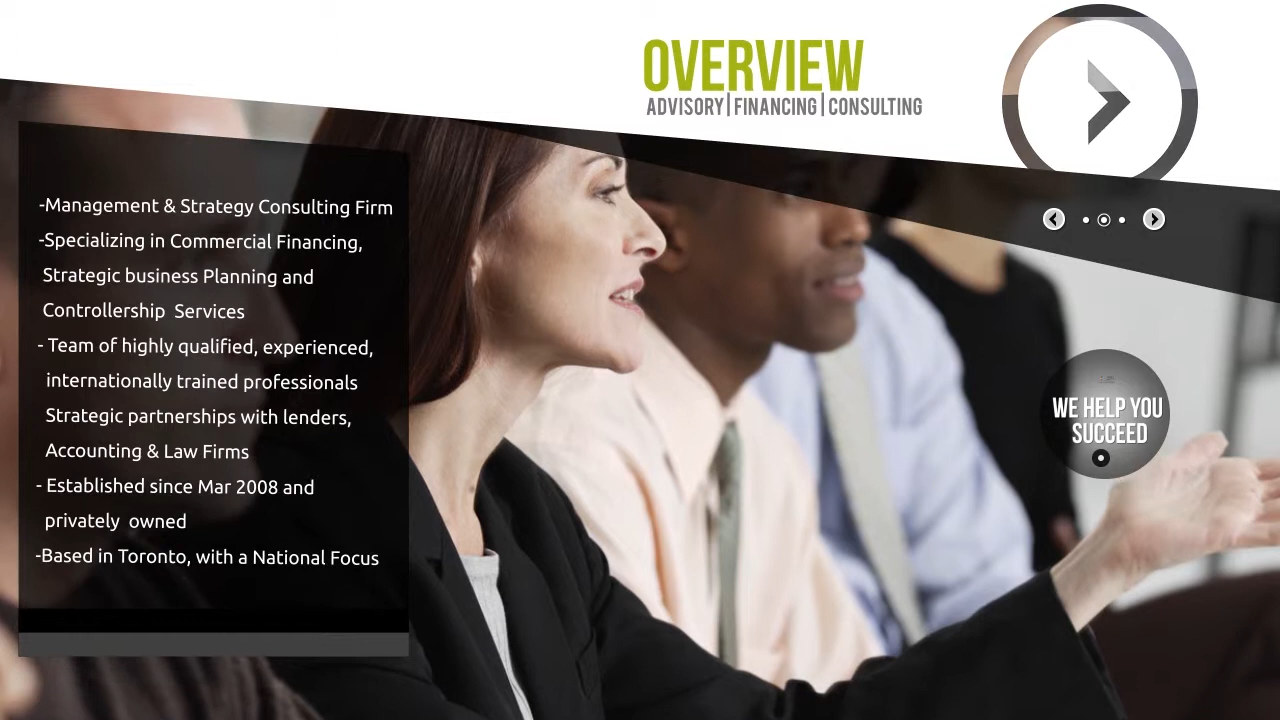 OVERVIEW
ADVISORY| FINANCING| CONSULTING
-Management & Strategy Consulting Firm
-Specializing in Commercial Financing,
Strategic business Planning and
Controllership  Services
- Team of highly qualified, experienced,
internationally trained professionals
Strategic partnerships with lenders,
Accounting & Law Firms
- Established since Mar 2008 and
privately  owned
-Based in Toronto, with a National Focus
WE HELP YOU
SUCCEED